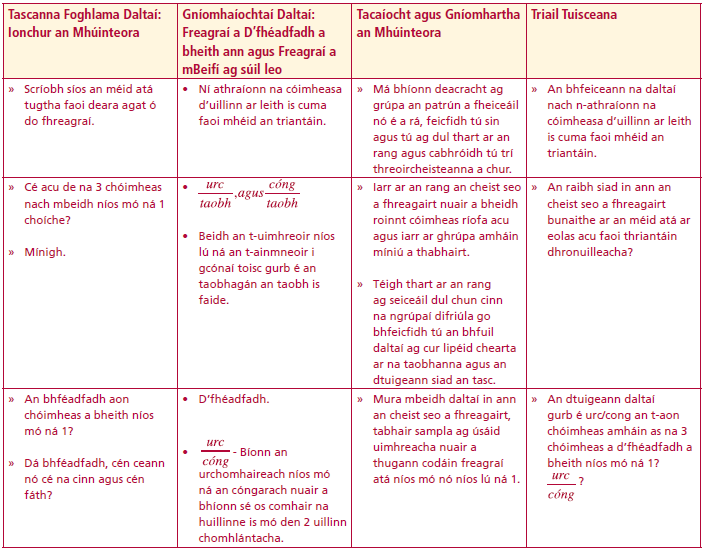 Tascanna Foghlama Daltaí:
Ionchur an Mhúinteora
Gníomhaíochtaí Daltaí:
Freagraí a D'fhéadfadh a
bheith ann agus Freagraí a
mBeifí ag súil leo
Tacaíocht agus Gníomhartha
an Mhúinteora
Triail Tuisceana
» Scríobh síos an méid atá
tugtha faoi deara agat ó
do fhreagraí.
• Ní athraíonn na cóimheasa
d'uillinn ar leith is cuma
faoi mhéid an triantáin.
» Má bhíonn deacracht ag
grúpa an patrún a fheiceáil
nó é a rá, feicfidh tú sin
agus tú ag dul thart ar an
rang agus cabhróidh tú trí
threoircheisteanna a chur.
» An bhfeiceann na daltaí
nach n-athraíonn na
cóimheasa d'uillinn ar leith
is cuma faoi mhéid an
triantáin.
» Cé acu de na 3 chóimheas
nach mbeidh níos mó ná 1
choíche?
» Mínigh.
• urc/taobh ,agus cóng/taobh
• Beidh an t-uimhreoir níos
lú ná an t-ainmneoir i
gcónaí toisc gurb é an
taobhagán an taobh is
faide.
» Iarr ar an rang an cheist seo
a fhreagairt nuair a bheidh
roinnt cóimheas ríofa acu
agus iarr ar ghrúpa amháin
míniú a thabhairt.
» Téigh thart ar an rang
ag seiceáil dul chun cinn
na ngrúpaí difriúla go
bhfeicfidh tú an bhfuil
daltaí ag cur lipéid chearta
ar na taobhanna agus an
dtuigeann siad an tasc.
» An raibh siad in ann an
cheist seo a fhreagairt
bunaithe ar an méid atá ar
eolas acu faoi thriantáin
dhronuilleacha?
» An bhféadfadh aon
chóimheas a bheith níos
mó ná 1?
» Dá bhféadfadh, cén ceann
nó cé na cinn agus cén
fáth?
• D'fhéadfadh.
• urc/cóng - Bíonn an
urchomhaireach níos mó
ná an cóngarach nuair a
bhíonn sé os comhair na
huillinne is mó den 2 uillinn
chomhlántacha.
» Mura mbeidh daltaí in ann
an cheist seo a fhreagairt,
tabhair sampla ag úsáid
uimhreacha nuair a
thugann codáin freagraí
atá níos mó nó níos lú ná 1.
» An dtuigeann daltaí
gurb é urc/cong an t-aon
chóimheas amháin as na 3
chóimheas a d'fhéadfadh a
bheith níos mó ná 1?
urc/cóng ?